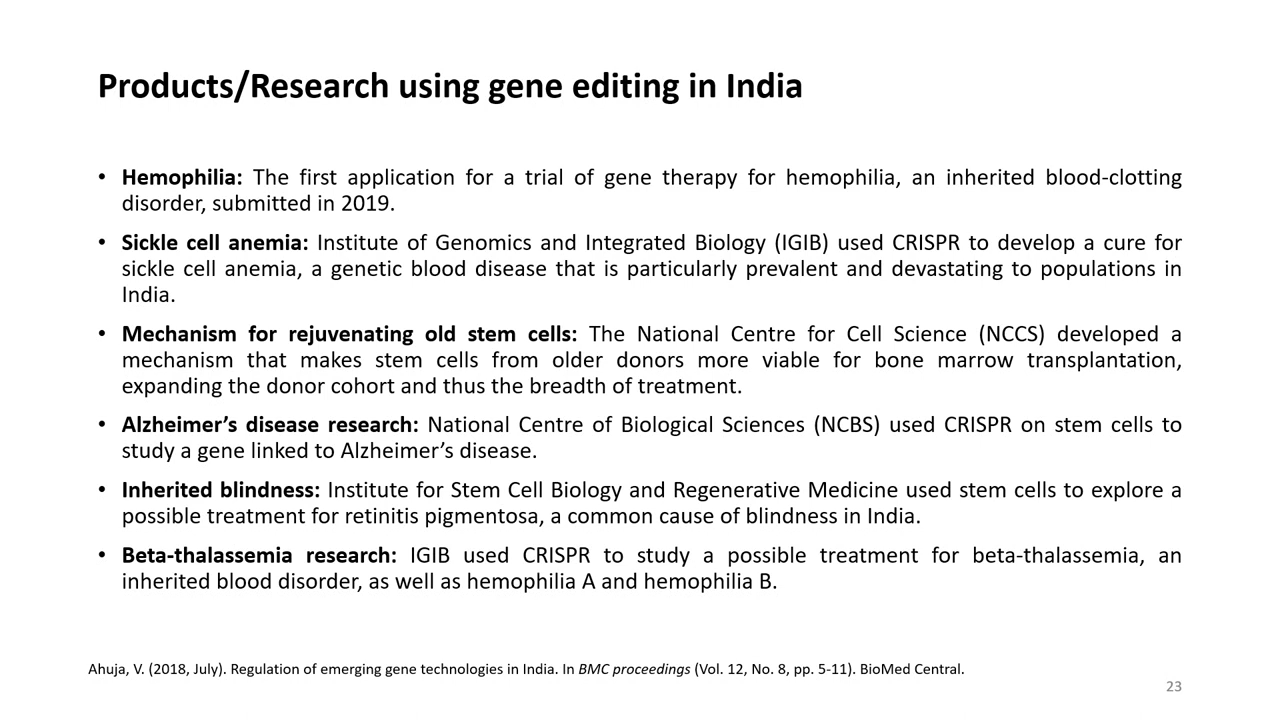 Products/Research using gene editing in India
• Hemophilia: The first application for a trial of gene therapy for hemophilia, an inherited blood-clotting
disorder, submitted in 2019.
• Sickle cell anemia: Institute of Genomics and Integrated Biology (IGIB) used CRISPR to develop a cure for
sickle cell anemia, a genetic blood disease that is particularly prevalent and devastating to populations in
India.
• Mechanism for rejuvenating old stem cells: The National Centre for Cell Science (NCCS) developed a
mechanism that makes stem cells from older donors more viable for bone marrow transplantation,
expanding the donor cohort and thus the breadth of treatment.
• Alzheimer’s disease research: National Centre of Biological Sciences (NCBS) used CRISPR on stem cells to
study a gene linked to Alzheimer’s disease.
• Inherited blindness: Institute for Stem Cell Biology and Regenerative Medicine used stem cells to explore a
possible treatment for retinitis pigmentosa, a common cause of blindness in India.
• Beta-thalassemia research: IGIB used CRISPR to study a possible treatment for beta-thalassemia, an
inherited blood disorder, as well as hemophilia A and hemophilia B.
Ahuja, V. (2018, July). Regulation of emerging gene technologies in India. In BMC proceedings (Vol. 12, No. 8, pp. 5-11). BioMed Central.
23